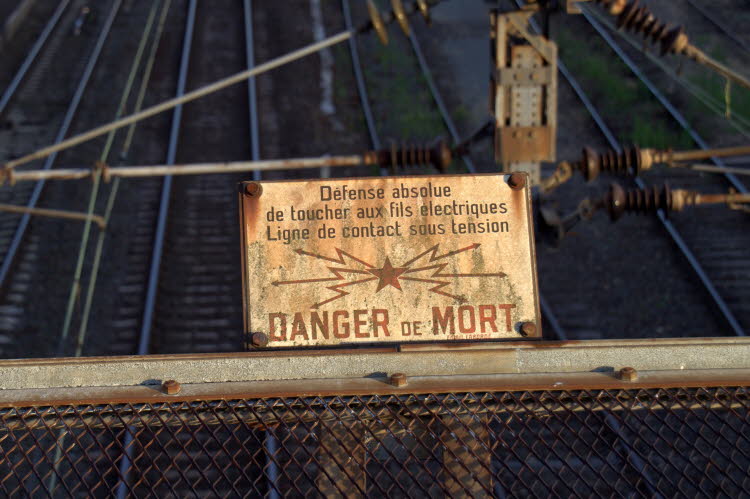 Défense absolue
de toucher aux fils électriques
Ligne de contact sous tension
DANGER DE MORT